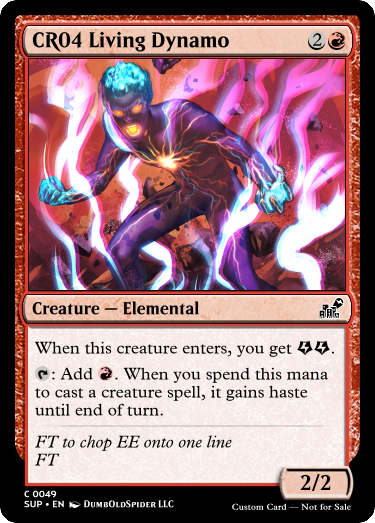 CR04 Living Dynamo 2
Creature — Elemental
When this creature enters, you get
: Add . When you spend this mana
to cast a creature spell, it gains haste
until end of turn.
FT to chop EE onto one line
FT
2/2
C 0049
SUP • EN DumbOldSpider LLC
Custom Card — Not for Sale